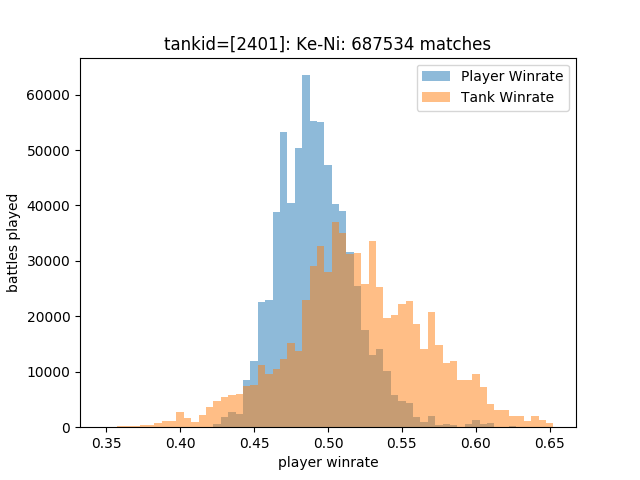 tankid=[2401]: Ke-Ni: 687534 matches
Player Winrate
Tank Winrate
60000
50000
40000
30000
20000
10000
0
battles played
0.35 0.40 0.45 0.50 0.55 0.60 0.65
player winrate